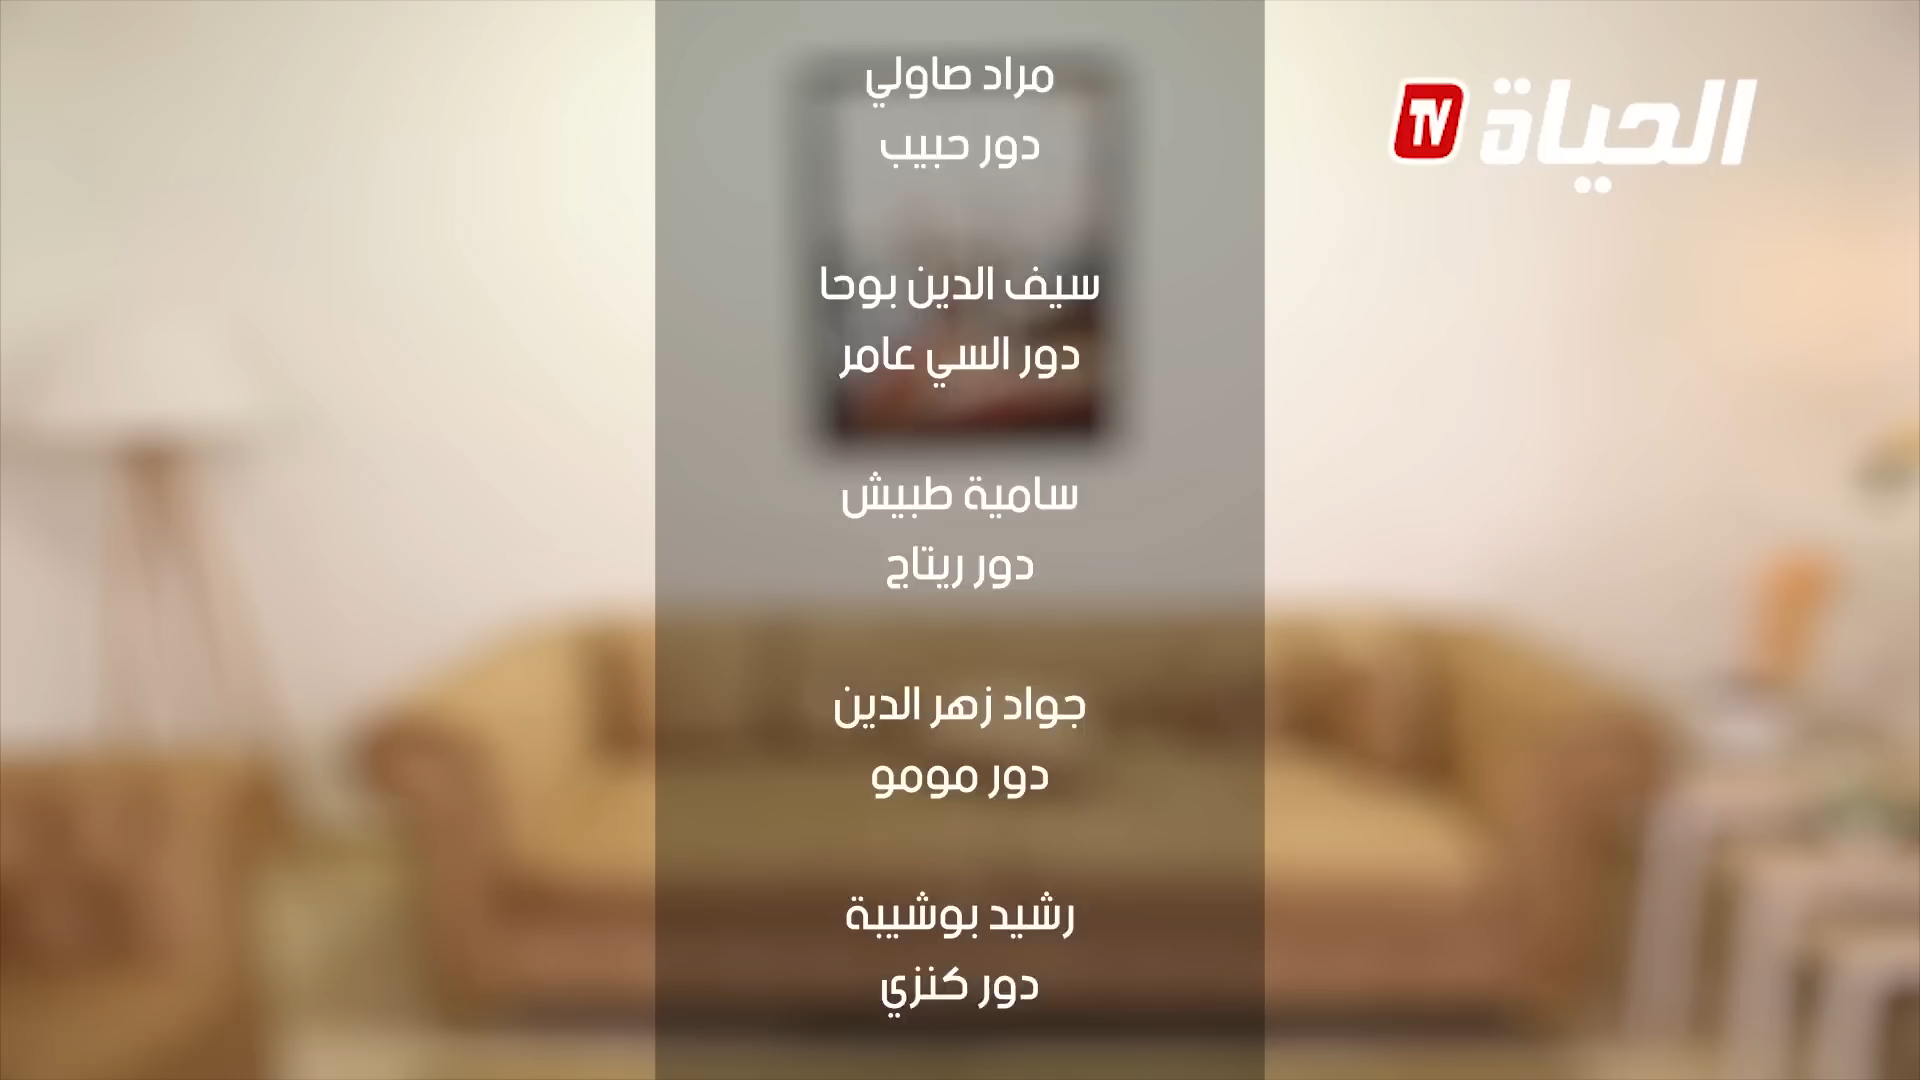 الحياة TV
مراد صاولي
دور حبيب
سيف الدين بوحا
دور السي عامر
سامية طبيش
دور ريتاج
جواد زهر الدين
دور مومو
رشيد بوشيبة
دور كنزي